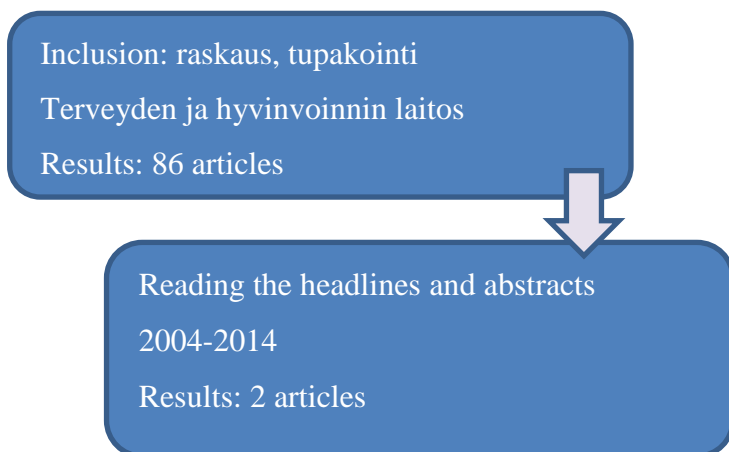 Inclusion: raskaus, tupakointi
Terveyden ja hyvinvoinnin laitos
Results: 86 articles
Reading the headlines and abstracts
2004-2014
Results: 2 articles